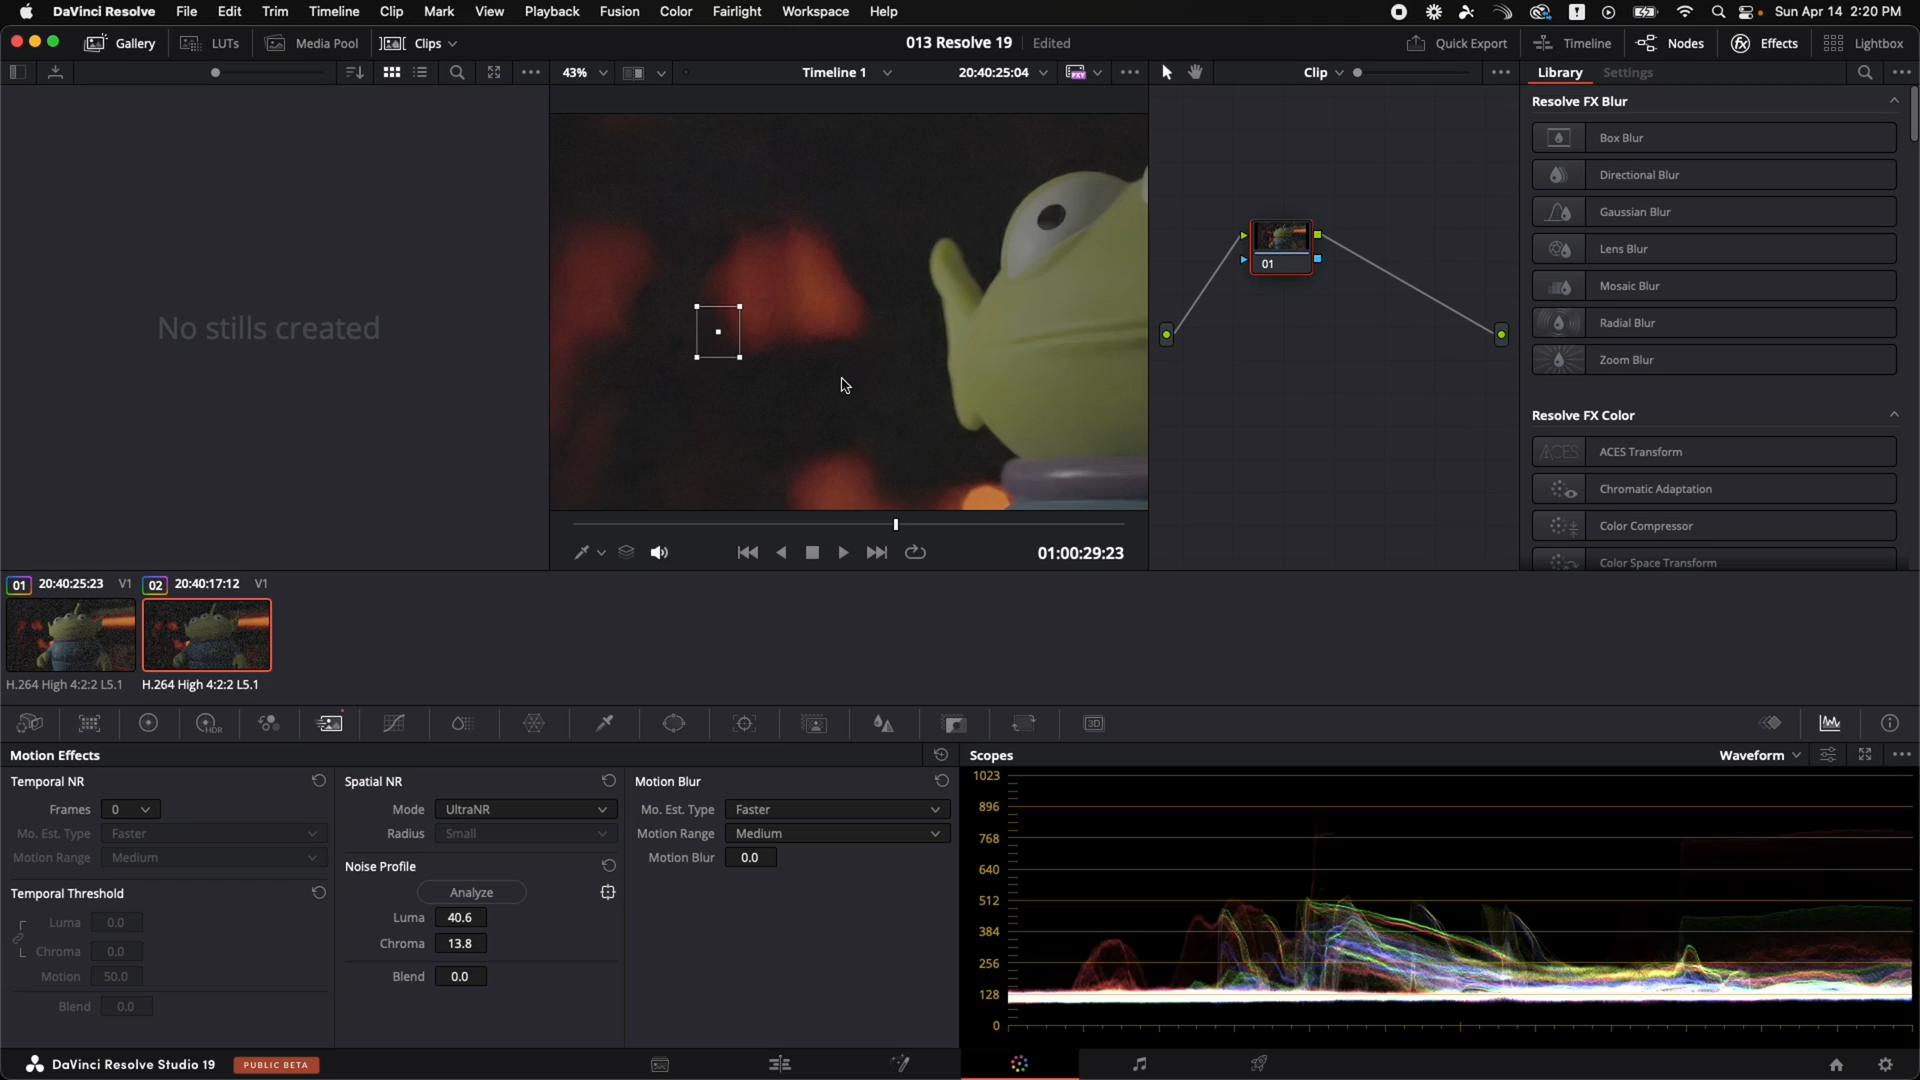 DaVinci Resolve File Edit Trim Timeline Clip Mark View Playback Fusion Color Fairlight Workspace Help Sun Apr 14 2:20 PM
Gallery LUTs Media Pool Clips 013 Resolve 19 Edited Quick Export Timeline Nodes Effects Lightbox
43% Timeline 1 20:40:25:04 Clip Library Settings
Resolve FX Blur
Box Blur
Directional Blur
Gaussian Blur
Lens Blur
Mosaic Blur
Radial Blur
Zoom Blur
Resolve FX Color
ACES ACES Transform
Chromatic Adaptation
Color Compressor
Color Space Transform
No stills created
01
01:00:29:23
01 20:40:25:23 V1 02 20:40:17:12 V1
H.264 High 4:2:2 L5.1 H.264 High 4:2:2 L5.1
HDR 3D
Motion Effects
Temporal NR
Frames 0
Mo. Est. Type Faster
Motion Range Medium
Temporal Threshold
Luma 0.0
Chroma 0.0
Motion 50.0
Blend 0.0
Spatial NR
Mode UltraNR
Radius Small
Noise Profile
Analyze
Luma 40.6
Chroma 13.8
Blend 0.0
Motion Blur
Mo. Est. Type Faster
Motion Range Medium
Motion Blur 0.0
Scopes Waveform
1023
896
768
640
512
384
256
128
0
DaVinci Resolve Studio 19 PUBLIC BETA